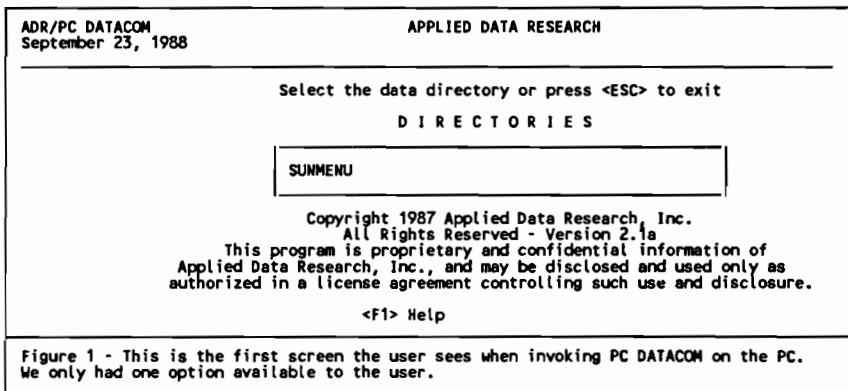 ADR/PC DATACOM APPLIED DATA RESEARCH
September 23, 1988
Select the data directory or press <ESC> to exit
D I R E C T O R I E S
SUNMENU
Copyright 1987 Applied Data Research, Inc.
All Rights Reserved - Version 2.1a
This program is proprietary and confidential information of
Applied Data Research, Inc., and may be disclosed and used only as
authorized in a license agreement controlling such use and disclosure.
<F1> Help
Figure 1 - This is the first screen the user sees when invoking PC DATACOM on the PC.
We only had one option available to the user.